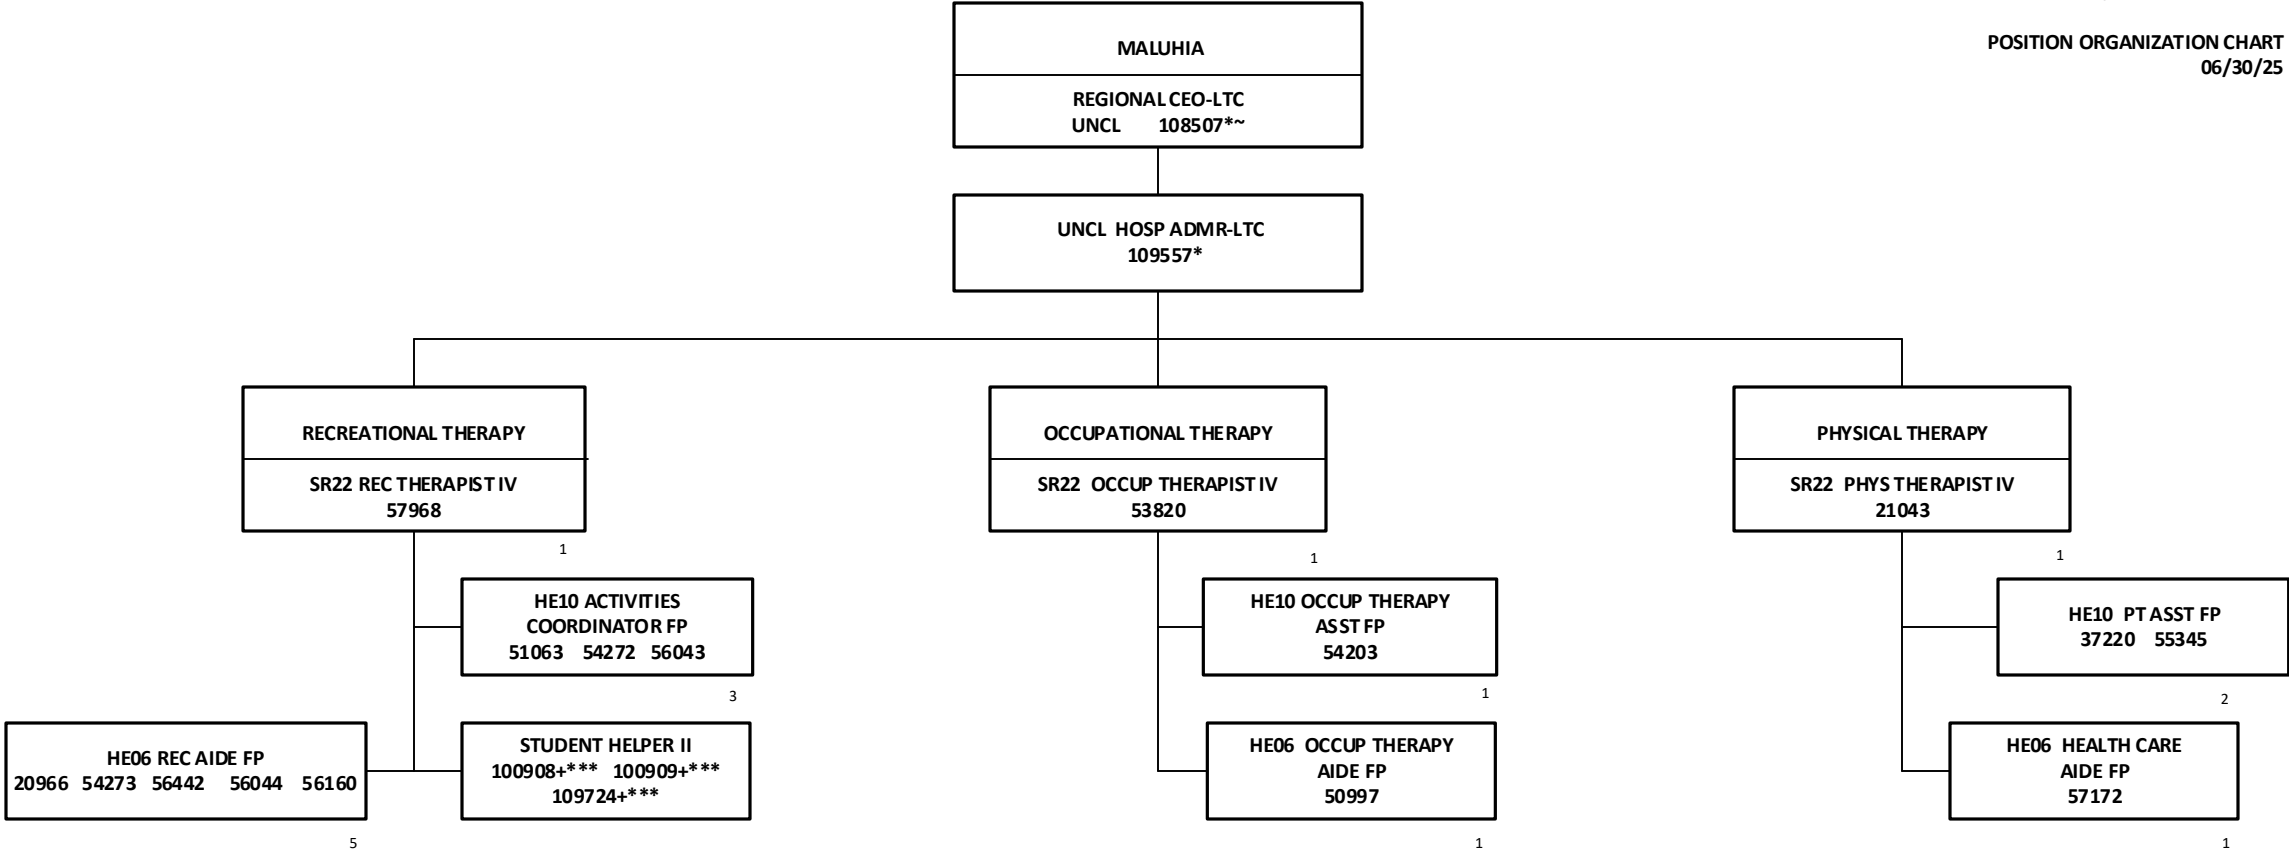 POSITION ORGANIZATION CHART
06/30/25
MALUHIA
REGIONAL CEO-LTC
UNCL 108507*~
UNCL HOSP ADMR-LTC
109557*
RECREATIONAL THERAPY
SR22 REC THERAPIST IV
57968
1
HE10 ACTIVITIES
COORDINATOR FP
51063 54272 56043
3
HE06 REC AIDE FP
20966 54273 56442 56044 56160
5
STUDENT HELPER II
100908+*** 100909+***
109724+***
OCCUPATIONAL THERAPY
SR22 OCCUP THERAPIST IV
53820
1
HE10 OCCUP THERAPY
ASST FP
54203
1
HE06 OCCUP THERAPY
AIDE FP
50997
1
PHYSICAL THERAPY
SR22 PHYS THERAPIST IV
21043
1
HE10 PT ASST FP
37220 55345
2
HE06 HEALTH CARE
AIDE FP
57172
1